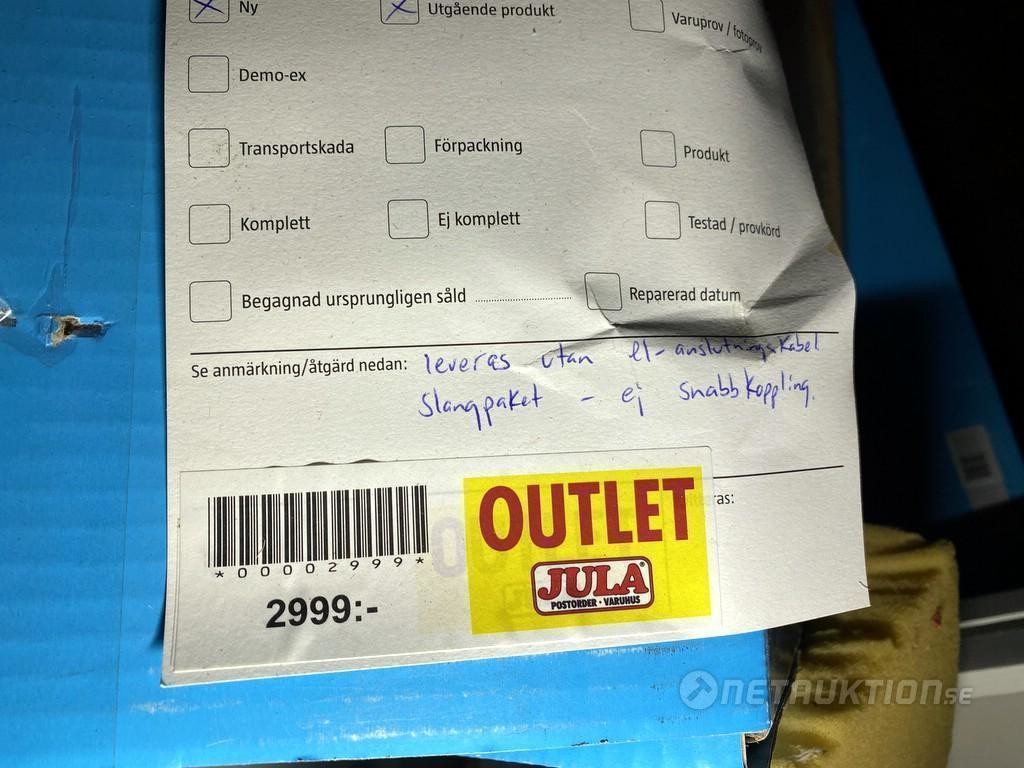 Ny Utgående produkt Varuprov / fotoprov
Demo-ex
Transportskada Förpackning Produkt
Komplett Ej komplett Testad / provkörd
Begagnad ursprungligen såld Reparerad datum
Se anmärkning/åtgärd nedan: leveras utan el-anslutningskabel
Slangpaket - ej snabbkoppling.
as:
OUTLET
JULA
POSTORDER · VARUHUS
*00002999*
2999:-
NETAUKTION.SE